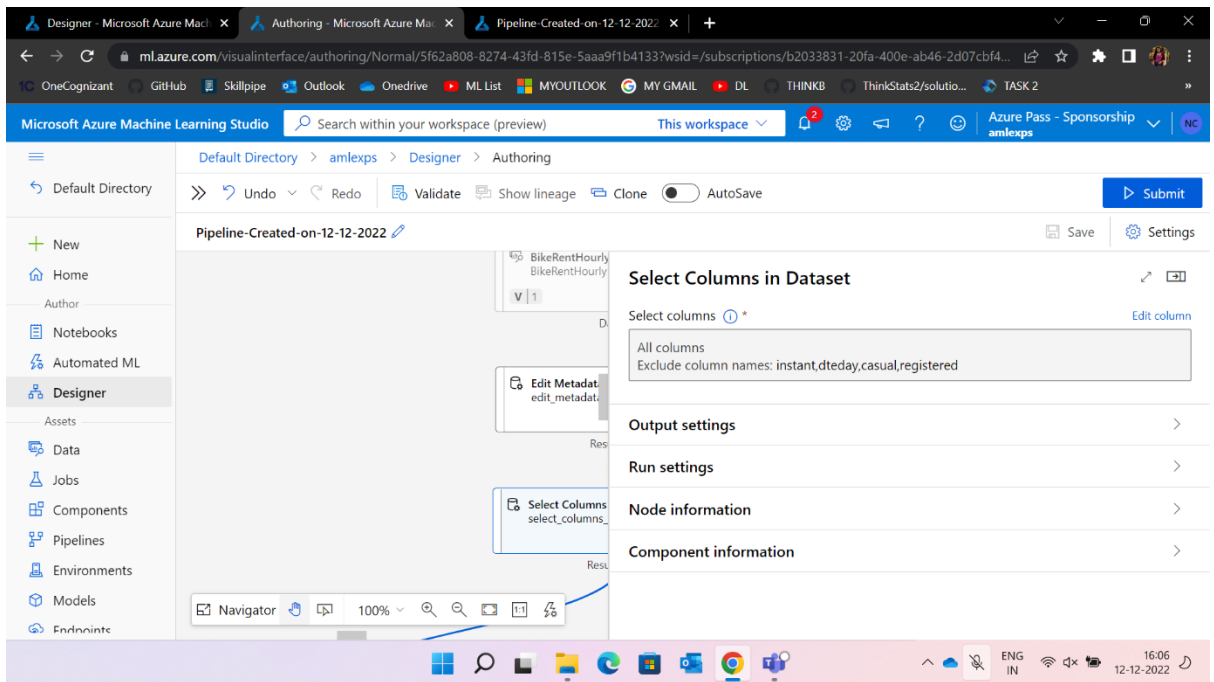 Designer - Microsoft Azure Mach
Authoring - Microsoft Azure Mac
Pipeline-Created-on-12-12-2022
ml.azure.com/visualinterface/authoring/Normal/5f62a808-8274-43fd-815e-5aaa9f1b4133?wsid=/subscriptions/b2033831-20fa-400e-ab46-2d07cbf4...
OneCognizant GitHub Skillpipe Outlook Onedrive ML List MYOUTLOOK MY GMAIL DL THINKB ThinkStats2/solutio... TASK 2 »
Microsoft Azure Machine Learning Studio
Search within your workspace (preview)
This workspace
2
Azure Pass - Sponsorship
amlexps
NC
Default Directory > amlexps > Designer > Authoring
Default Directory
Undo Redo Validate Show lineage Clone AutoSave
Submit
Pipeline-Created-on-12-12-2022
Save Settings
New
Home
Author
Notebooks
Automated ML
Designer
Assets
Data
Jobs
Components
Pipelines
Environments
Models
Endpoints
BikeRentHourly
BikeRentHourly
V 1
D
Edit Metadat
edit_metadat
Res
Select Columns
select_columns_
Resu
Navigator 100% 1:1
Select Columns in Dataset
Select columns *
Edit column
All columns
Exclude column names: instant,dteday,casual,registered
Output settings
Run settings
Node information
Component information
ENG
IN
16:06
12-12-2022